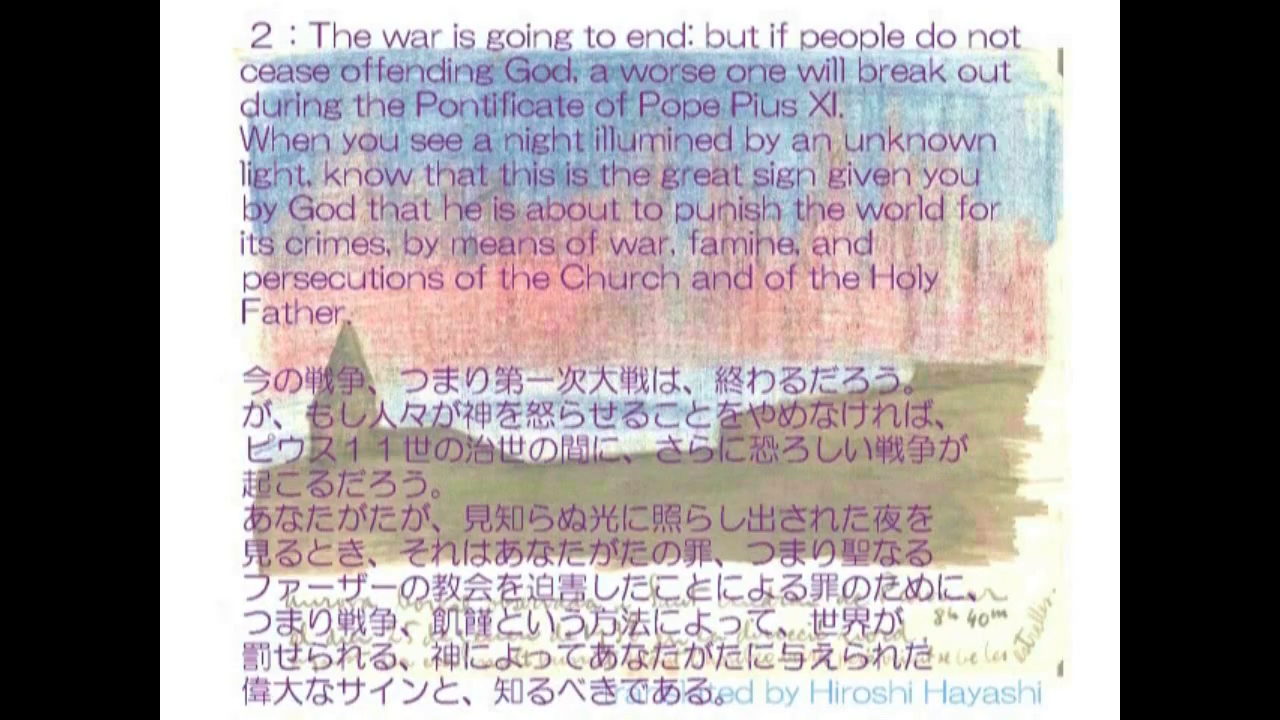 2 : The war is going to end: but if people do not
cease offending God, a worse one will break out
during the Pontificate of Pope Pius XI.
When you see a night illumined by an unknown
light, know that this is the great sign given you
by God that he is about to punish the world for
its crimes, by means of war, famine, and
persecutions of the Church and of the Holy
Father.
今の戦争、つまり第一次大戦は、終わるだろう。
が、もし人々が神を怒らせることをやめなければ、
ピウス１１世の治世の間に、さらに恐ろしい戦争が
起こるだろう。
あなたがたが、見知らぬ光に照らし出された夜を
見るとき、それはあなたがたの罪、つまり聖なる
ファーザーの教会を迫害したことによる罪のために、
つまり戦争、飢饉という方法によって、世界が
8h 40m
罰せられる、神によってあなたがたに与えられた
偉大なサインと、知るべきである。
by Hiroshi Hayashi